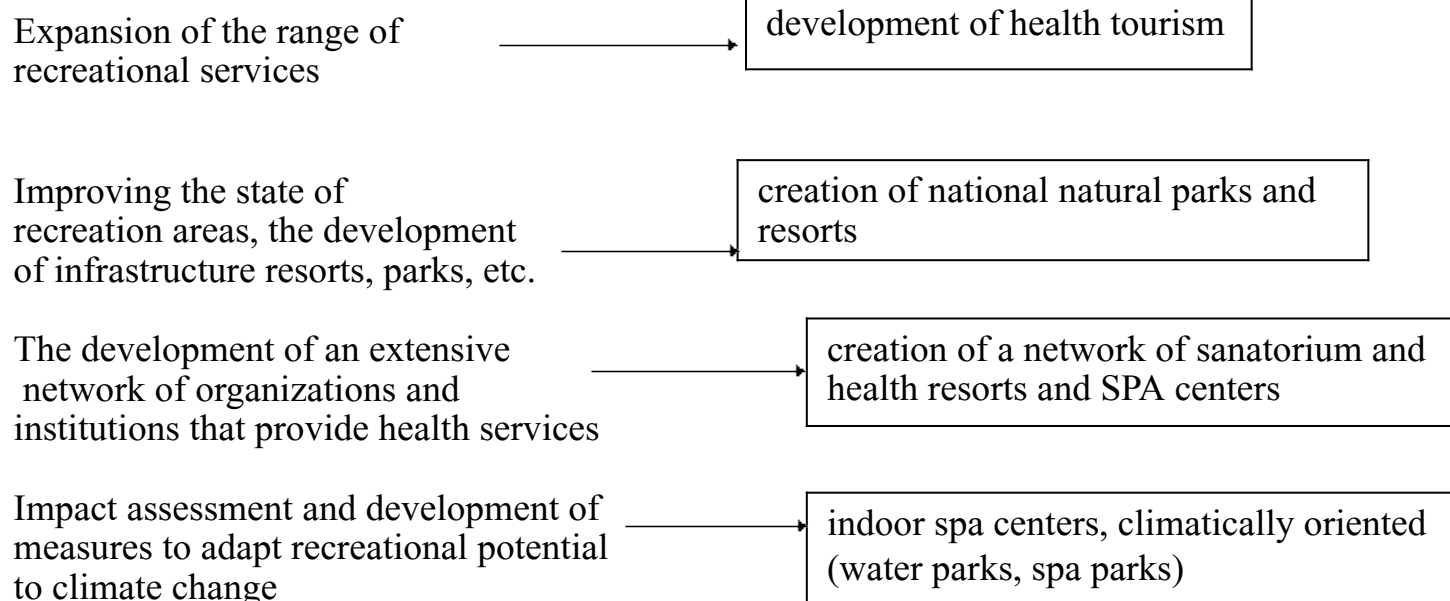 Expansion of the range of
recreational services
development of health tourism
Improving the state of
recreation areas, the development
of infrastructure resorts, parks, etc.
creation of national natural parks and
resorts
The development of an extensive
network of organizations and
institutions that provide health services
creation of a network of sanatorium and
health resorts and SPA centers
Impact assessment and development of
measures to adapt recreational potential
to climate change
indoor spa centers, climatically oriented
(water parks, spa parks)